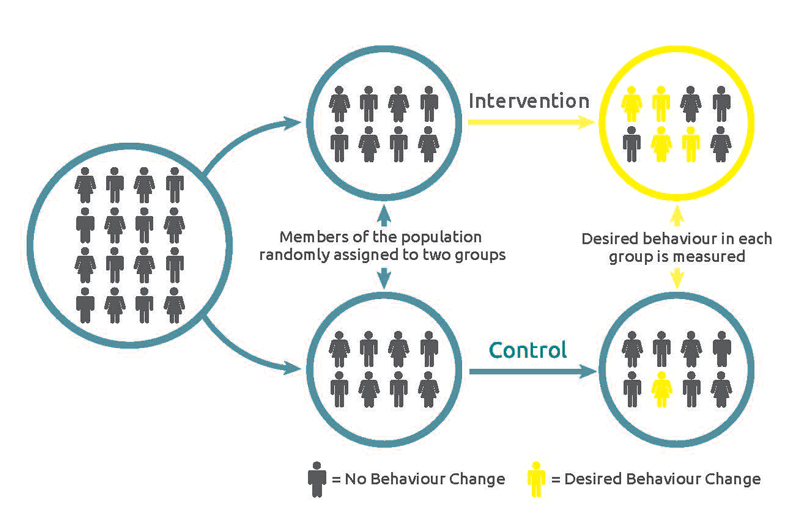 Intervention
Members of the population
randomly assigned to two groups
Desired behaviour in each
group is measured
Control
= No Behaviour Change
= Desired Behaviour Change